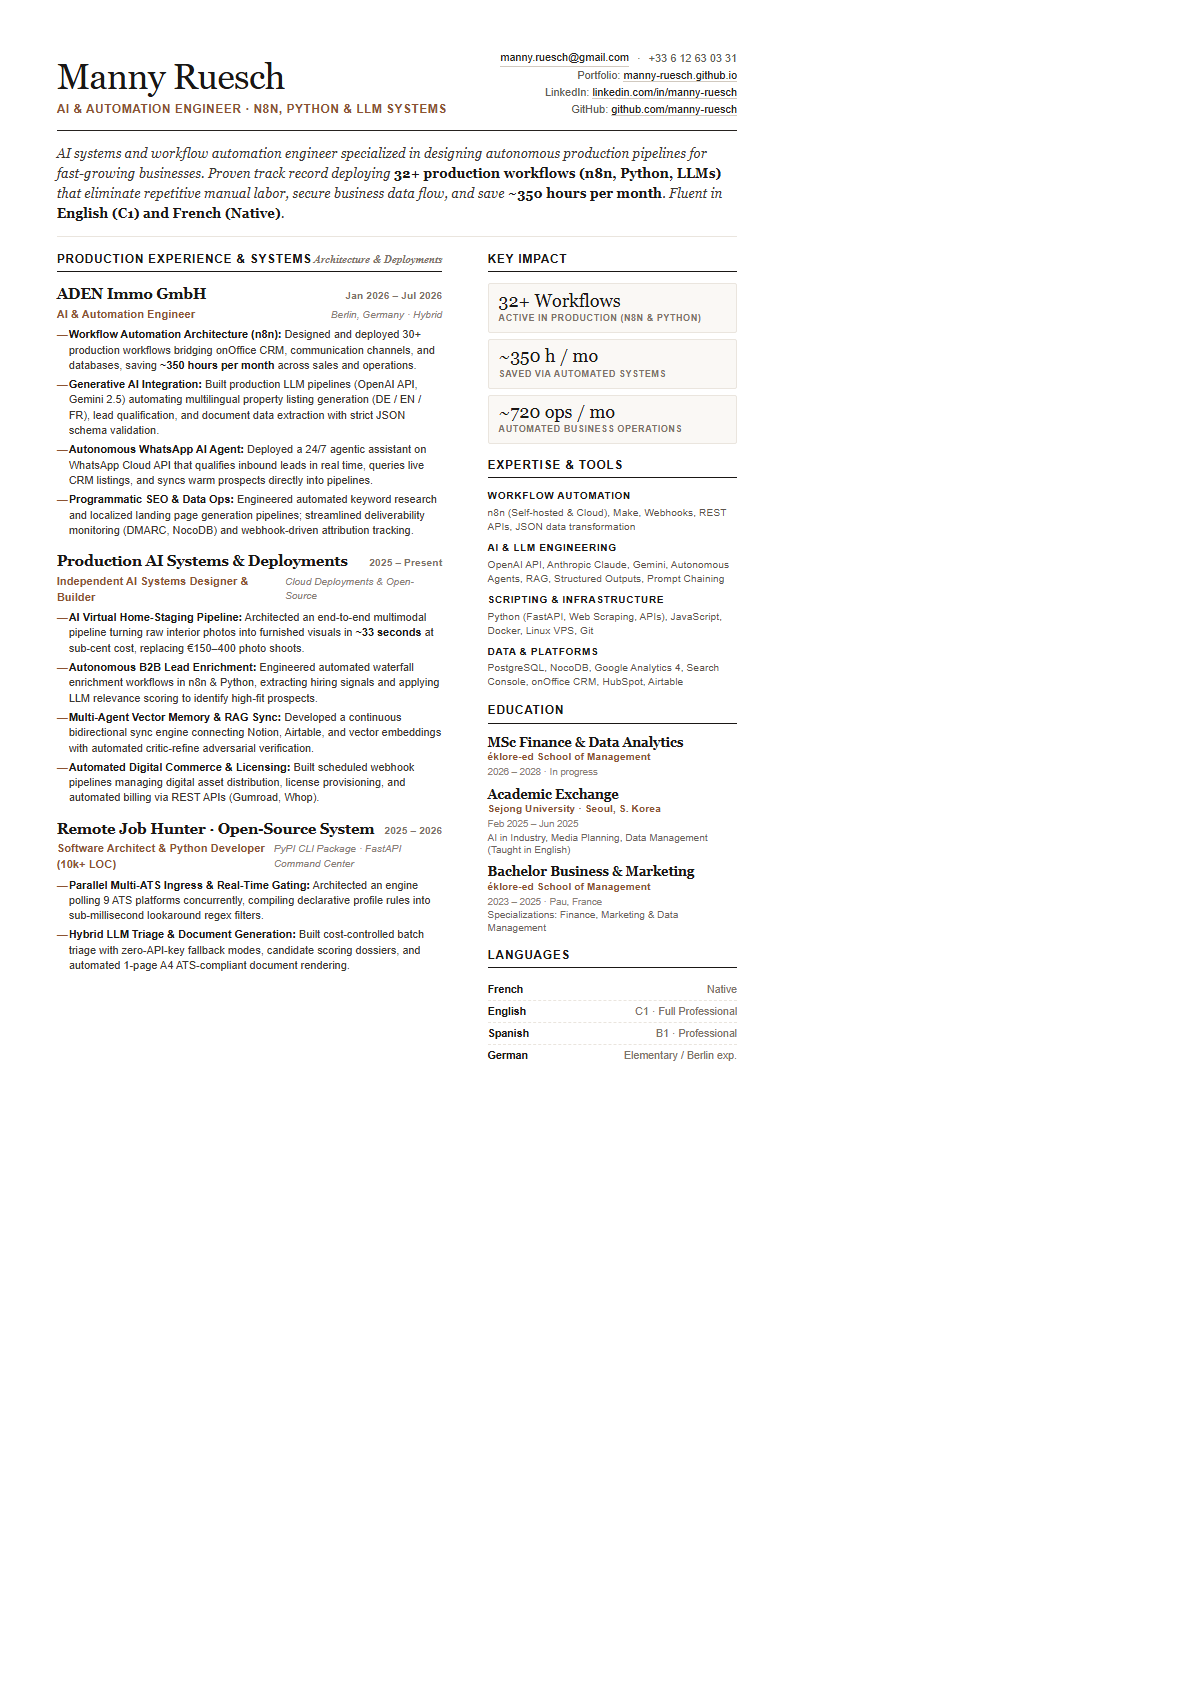 Manny Ruesch
AI & AUTOMATION ENGINEER · N8N, PYTHON & LLM SYSTEMS
manny.ruesch@gmail.com · +33 6 12 63 03 31
Portfolio: manny-ruesch.github.io
LinkedIn: linkedin.com/in/manny-ruesch
GitHub: github.com/manny-ruesch
AI systems and workflow automation engineer specialized in designing autonomous production pipelines for
fast-growing businesses. Proven track record deploying 32+ production workflows (n8n, Python, LLMs)
that eliminate repetitive manual labor, secure business data flow, and save ~350 hours per month. Fluent in
English (C1) and French (Native).
PRODUCTION EXPERIENCE & SYSTEMS Architecture & Deployments
ADEN Immo GmbH Jan 2026 – Jul 2026
AI & Automation Engineer Berlin, Germany · Hybrid
—Workflow Automation Architecture (n8n): Designed and deployed 30+
production workflows bridging onOffice CRM, communication channels, and
databases, saving ~350 hours per month across sales and operations.
—Generative AI Integration: Built production LLM pipelines (OpenAI API,
Gemini 2.5) automating multilingual property listing generation (DE / EN /
FR), lead qualification, and document data extraction with strict JSON
schema validation.
—Autonomous WhatsApp AI Agent: Deployed a 24/7 agentic assistant on
WhatsApp Cloud API that qualifies inbound leads in real time, queries live
CRM listings, and syncs warm prospects directly into pipelines.
—Programmatic SEO & Data Ops: Engineered automated keyword research
and localized landing page generation pipelines; streamlined deliverability
monitoring (DMARC, NocoDB) and webhook-driven attribution tracking.
Production AI Systems & Deployments 2025 – Present
Independent AI Systems Designer & Cloud Deployments & Open-
Builder Source
—AI Virtual Home-Staging Pipeline: Architected an end-to-end multimodal
pipeline turning raw interior photos into furnished visuals in ~33 seconds at
sub-cent cost, replacing €150–400 photo shoots.
—Autonomous B2B Lead Enrichment: Engineered automated waterfall
enrichment workflows in n8n & Python, extracting hiring signals and applying
LLM relevance scoring to identify high-fit prospects.
—Multi-Agent Vector Memory & RAG Sync: Developed a continuous
bidirectional sync engine connecting Notion, Airtable, and vector embeddings
with automated critic-refine adversarial verification.
—Automated Digital Commerce & Licensing: Built scheduled webhook
pipelines managing digital asset distribution, license provisioning, and
automated billing via REST APIs (Gumroad, Whop).
Remote Job Hunter · Open-Source System 2025 – 2026
Software Architect & Python Developer PyPI CLI Package · FastAPI
(10k+ LOC) Command Center
—Parallel Multi-ATS Ingress & Real-Time Gating: Architected an engine
polling 9 ATS platforms concurrently, compiling declarative profile rules into
sub-millisecond lookaround regex filters.
—Hybrid LLM Triage & Document Generation: Built cost-controlled batch
triage with zero-API-key fallback modes, candidate scoring dossiers, and
automated 1-page A4 ATS-compliant document rendering.
KEY IMPACT
32+ Workflows
ACTIVE IN PRODUCTION (N8N & PYTHON)
~350 h / mo
SAVED VIA AUTOMATED SYSTEMS
~720 ops / mo
AUTOMATED BUSINESS OPERATIONS
EXPERTISE & TOOLS
WORKFLOW AUTOMATION
n8n (Self-hosted & Cloud), Make, Webhooks, REST
APIs, JSON data transformation
AI & LLM ENGINEERING
OpenAI API, Anthropic Claude, Gemini, Autonomous
Agents, RAG, Structured Outputs, Prompt Chaining
SCRIPTING & INFRASTRUCTURE
Python (FastAPI, Web Scraping, APIs), JavaScript,
Docker, Linux VPS, Git
DATA & PLATFORMS
PostgreSQL, NocoDB, Google Analytics 4, Search
Console, onOffice CRM, HubSpot, Airtable
EDUCATION
MSc Finance & Data Analytics
éklore-ed School of Management
2026 – 2028 · In progress
Academic Exchange
Sejong University · Seoul, S. Korea
Feb 2025 – Jun 2025
AI in Industry, Media Planning, Data Management
(Taught in English)
Bachelor Business & Marketing
éklore-ed School of Management
2023 – 2025 · Pau, France
Specializations: Finance, Marketing & Data
Management
LANGUAGES
French Native
English C1 · Full Professional
Spanish B1 · Professional
German Elementary / Berlin exp.